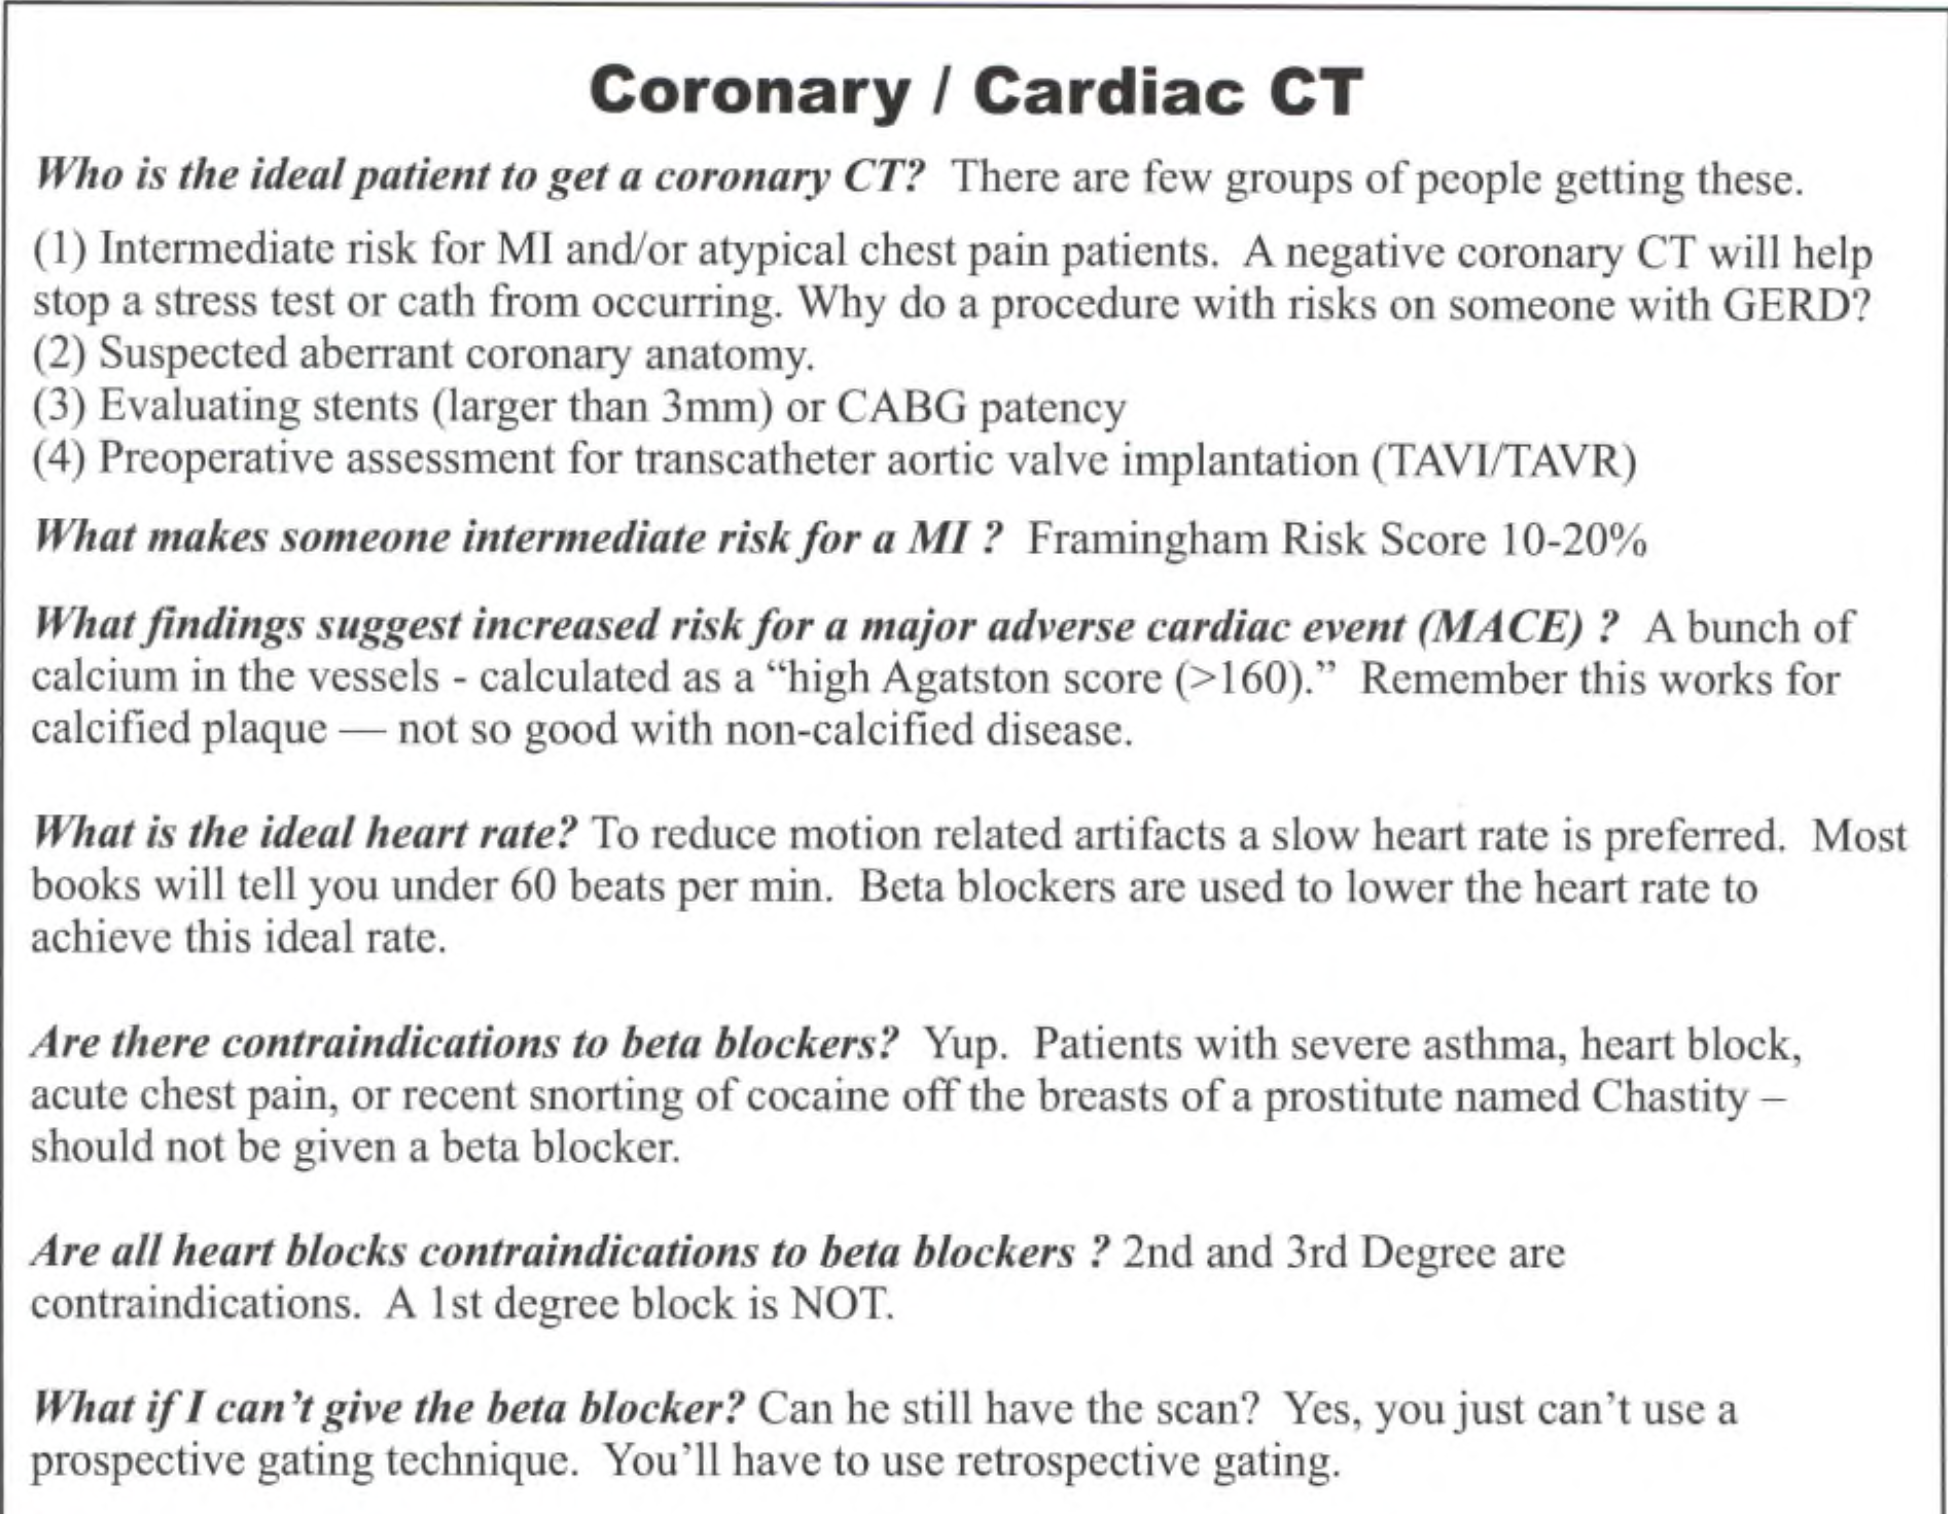 Coronary / Cardiac CT
Who is the ideal patient to get a coronary CT? There are few groups of people getting these.
(1) Intermediate risk for MI and/or atypical chest pain patients. A negative coronary CT will help
stop a stress test or cath from occurring. Why do a procedure with risks on someone with GERD?
(2) Suspected aberrant coronary anatomy.
(3) Evaluating stents (larger than 3mm) or CABG patency
(4) Preoperative assessment for transcatheter aortic valve implantation (TAVI/TAVR)
What makes someone intermediate risk for a MI ? Framingham Risk Score 10-20%
What findings suggest increased risk for a major adverse cardiac event (MACE) ? A bunch of
calcium in the vessels - calculated as a “high Agatston score (>160).” Remember this works for
calcified plaque — not so good with non-calcified disease.
What is the ideal heart rate? To reduce motion related artifacts a slow heart rate is preferred. Most
books will tell you under 60 beats per min. Beta blockers are used to lower the heart rate to
achieve this ideal rate.
Are there contraindications to beta blockers? Yup. Patients with severe asthma, heart block,
acute chest pain, or recent snorting of cocaine off the breasts of a prostitute named Chastity –
should not be given a beta blocker.
Are all heart blocks contraindications to beta blockers ? 2nd and 3rd Degree are
contraindications. A 1st degree block is NOT.
What if I can’t give the beta blocker? Can he still have the scan? Yes, you just can’t use a
prospective gating technique. You’ll have to use retrospective gating.